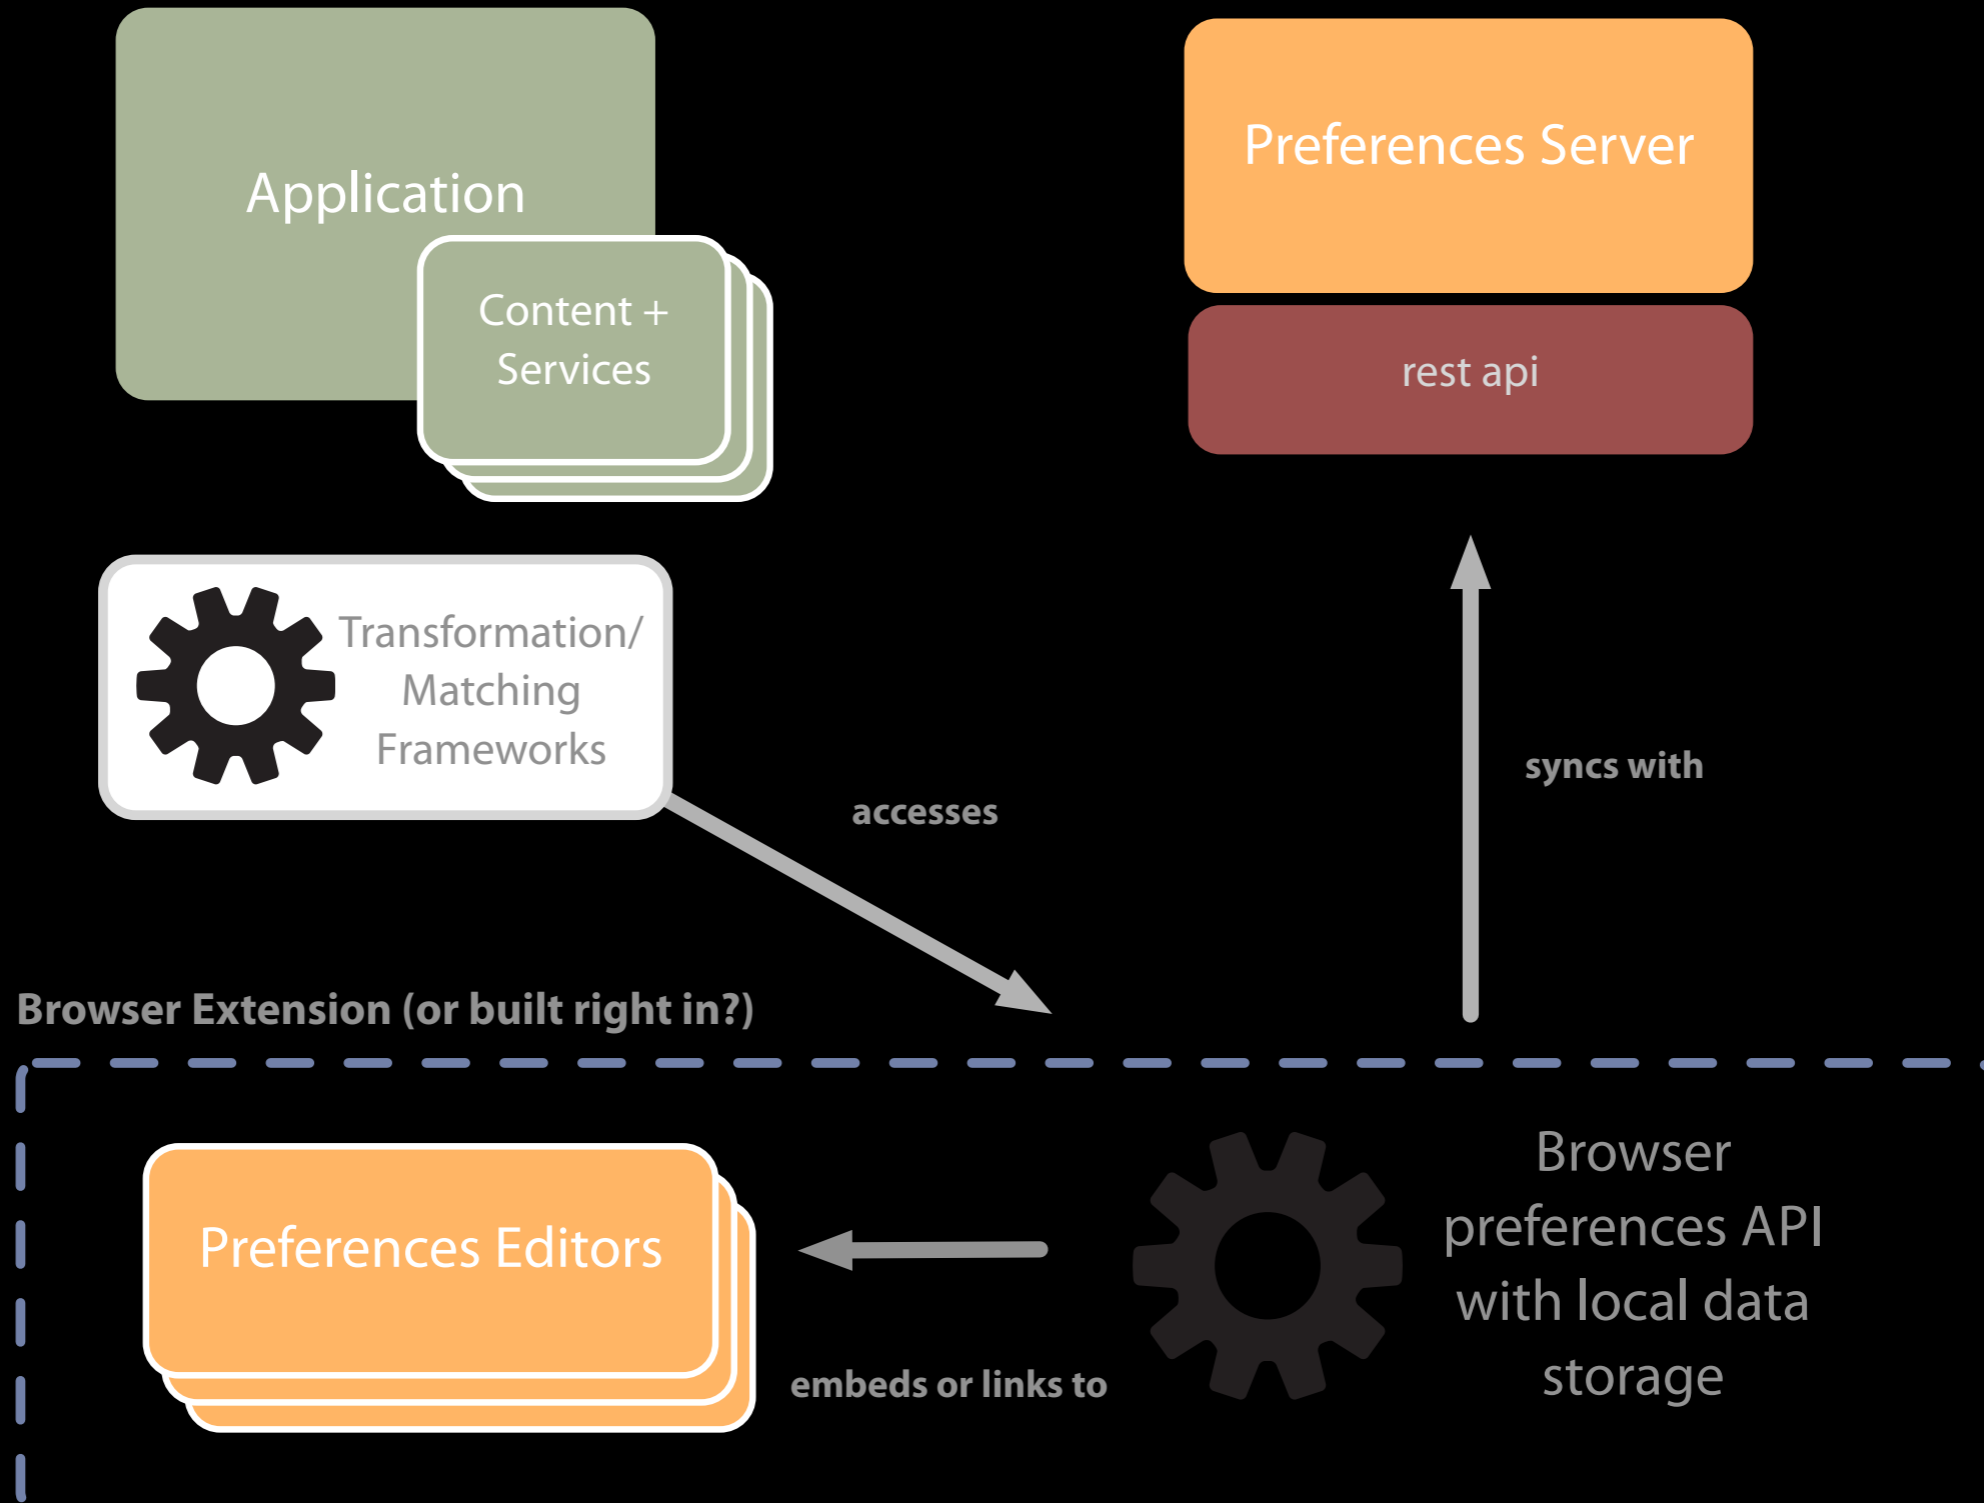 Application
Content +
Services
Preferences Server
rest api
Transformation/
Matching
Frameworks
accesses
syncs with
Browser Extension (or built right in?)
Preferences Editors
embeds or links to
Browser
preferences API
with local data
storage